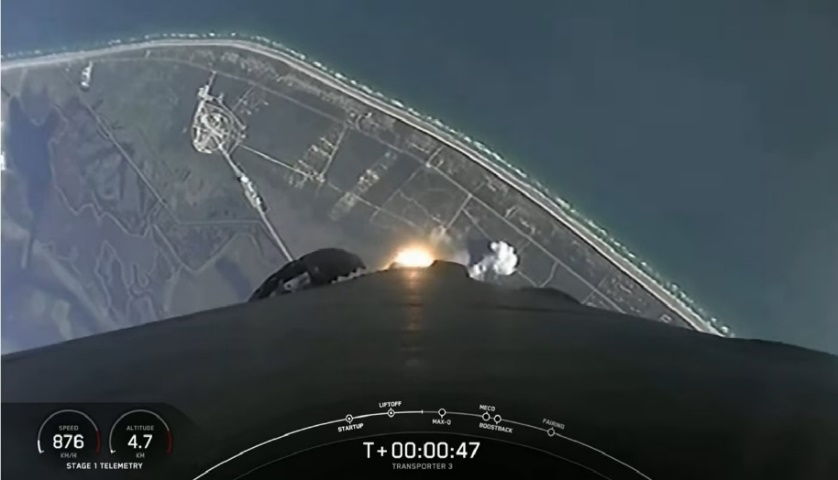 SPEED
876
KM/H
ALTITUDE
4.7
KM
STAGE 1 TELEMETRY
STARTUP
LIFTOFF
MAX-Q
MECO
BOOSTBACK
FAIRING
T+00:00:47
TRANSPORTER 3